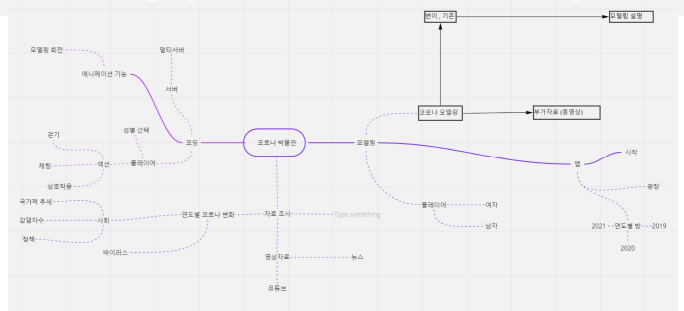 변이 , 기존
모델링 설명
모델링 회전
멀티서버
애니메이션 기능
서버
코로나 모델링
부가자료 (동영상)
성별 선택
걷기
코딩
코로나 박물관
모델링
시작
채팅
액션
플레이어
맵
상호작용
광장
국가적 추세
플레이어
여자
감염자수
사회
연도별 코로나 변화
자료 조사
Type something
남자
2021
연도별 방
2019
정책
바이러스
영상자료
뉴스
2020
유튜브